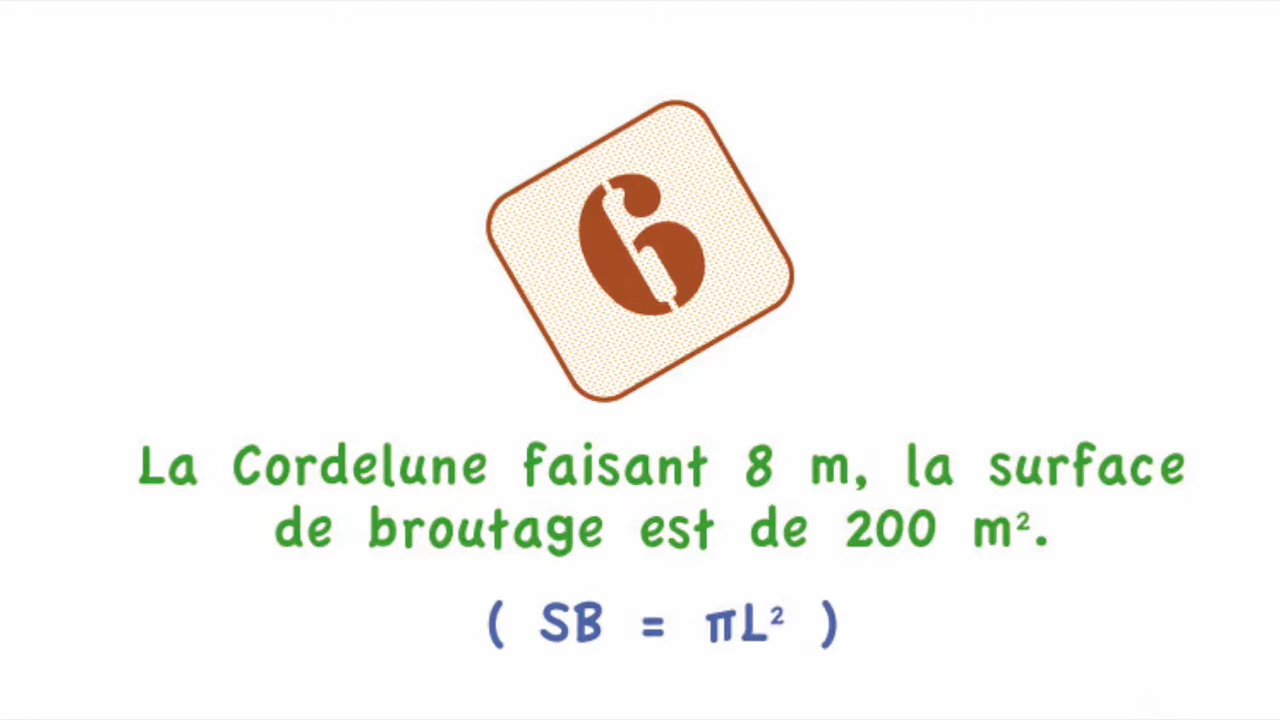 6
La Cordelune faisant 8 m, la surface
de broutage est de 200 m².
( SB = πL² )